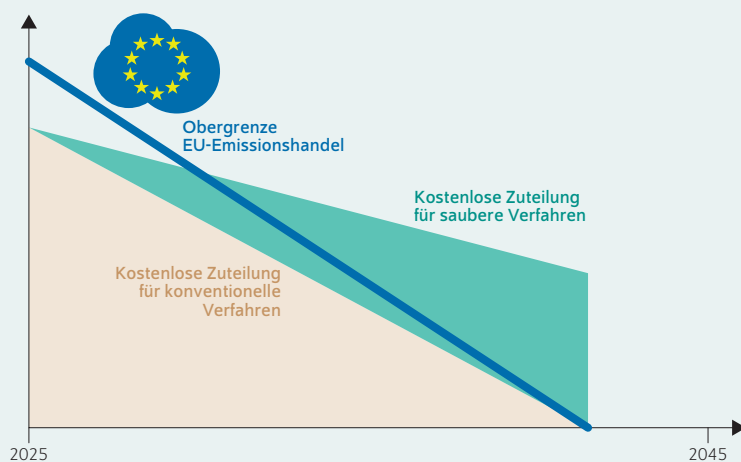 Obergrenze
EU-Emissionshandel
Kostenlose Zuteilung
für saubere Verfahren
Kostenlose Zuteilung
für konventionelle
Verfahren
2025
2045